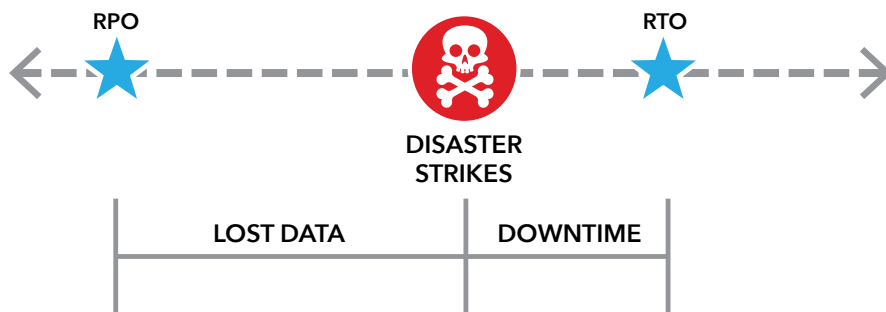 RPO
RTO
DISASTER
STRIKES
LOST DATA
DOWNTIME